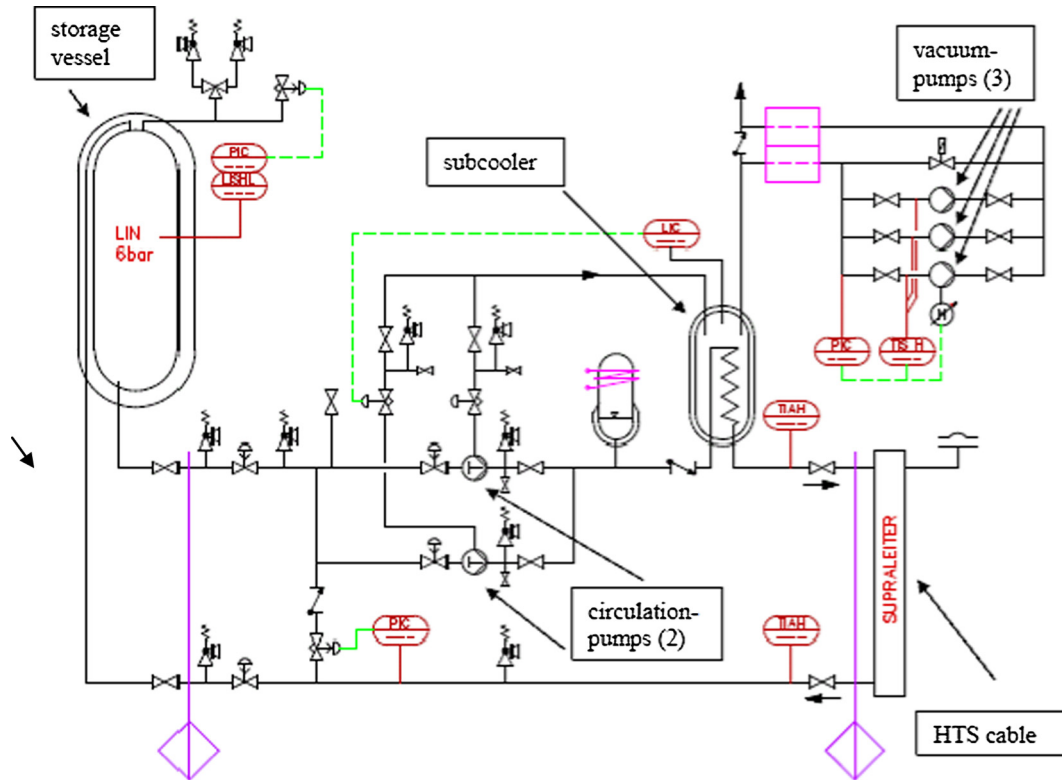 storage
vessel
vacuum-
pumps (3)
subcooler
PIC
LISHL
LIN
6bar
LIC
M
PIC
TIS H
TIAH
SUPRALEITER
circulation-
pumps (2)
PIC
TIAH
HTS cable